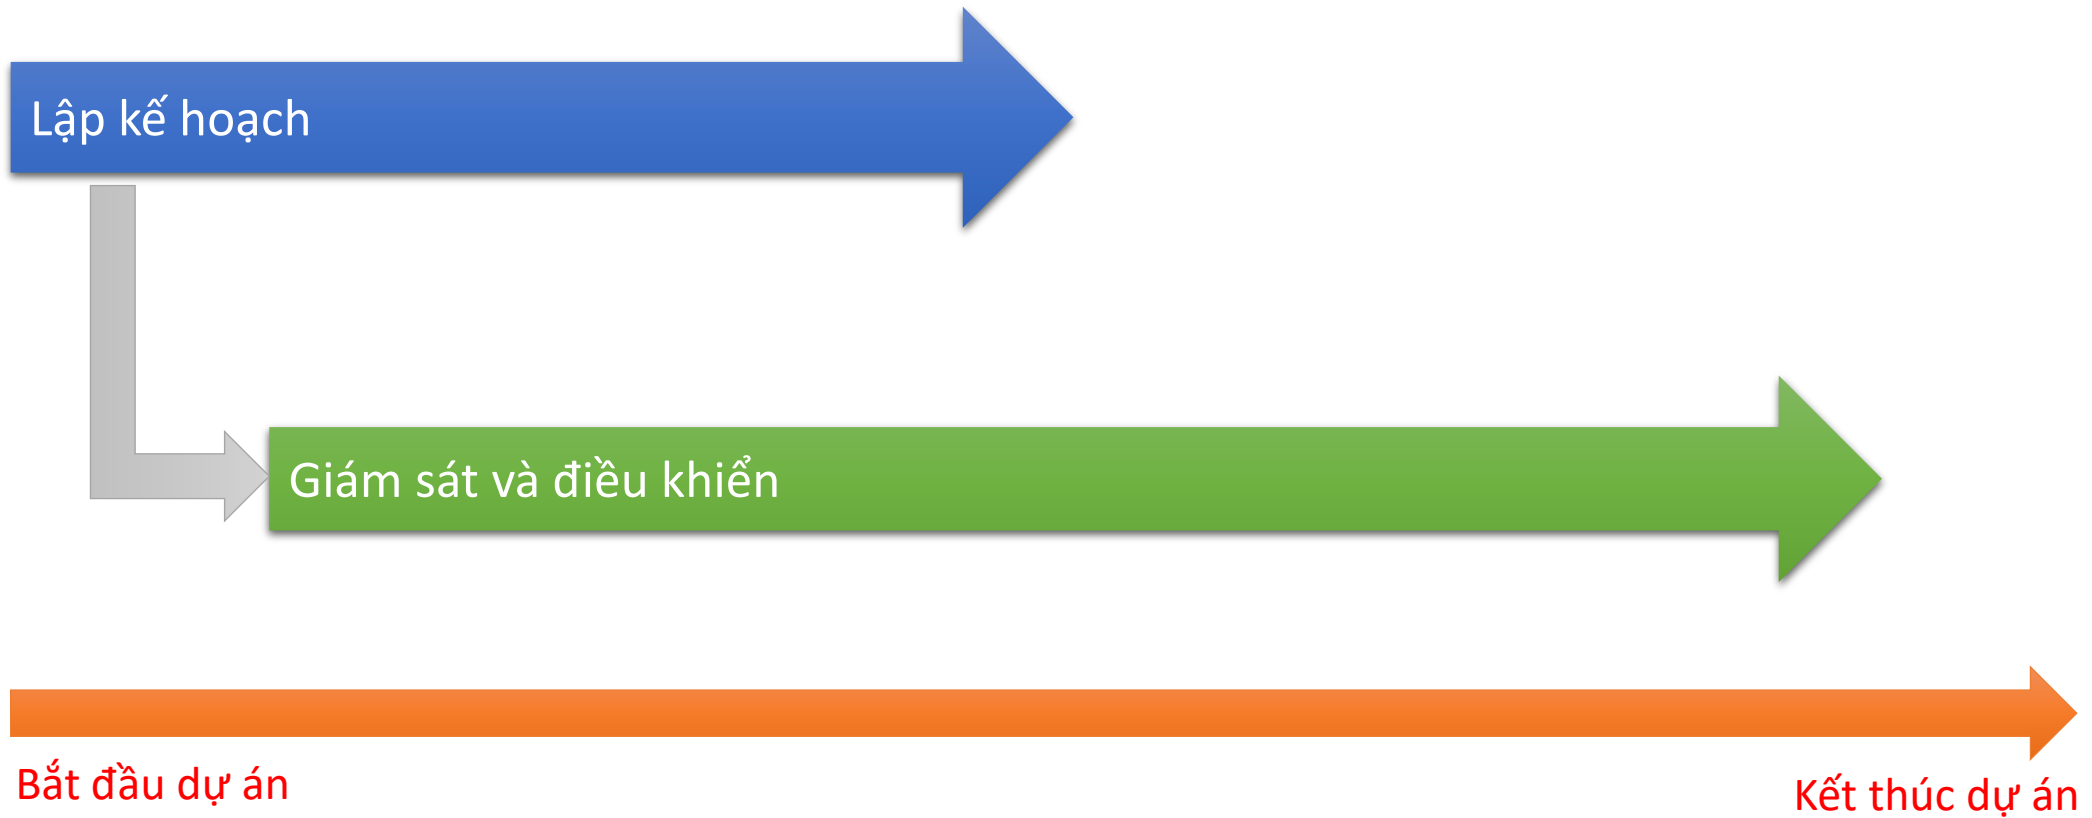 Lập kế hoạch
Giám sát và điều khiển
Bắt đầu dự án
Kết thúc dự án